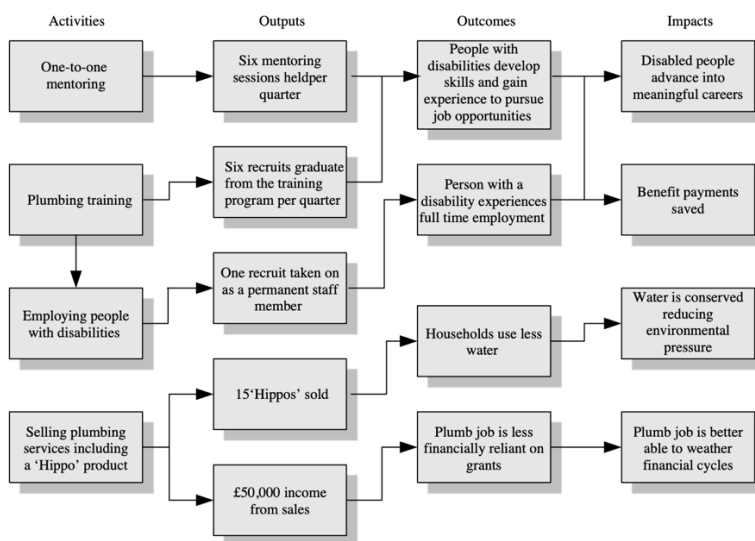 Activities
Outputs
Outcomes
Impacts
One-to-one
mentoring
Six mentoring
sessions heldper
quarter
People with
disabilities develop
skills and gain
experience to pursue
job opportunities
Disabled people
advance into
meaningful careers
Plumbing training
Six recruits graduate
from the training
program per quarter
Person with a
disability experiences
full time employment
Benefit payments
saved
Employing people
with disabilities
One recruit taken on
as a permanent staff
member
Households use less
water
Water is conserved
reducing
environmental
pressure
Selling plumbing
services including
a ‘Hippo’ product
15‘Hippos’ sold
£50,000 income
from sales
Plumb job is less
financially reliant on
grants
Plumb job is better
able to weather
financial cycles